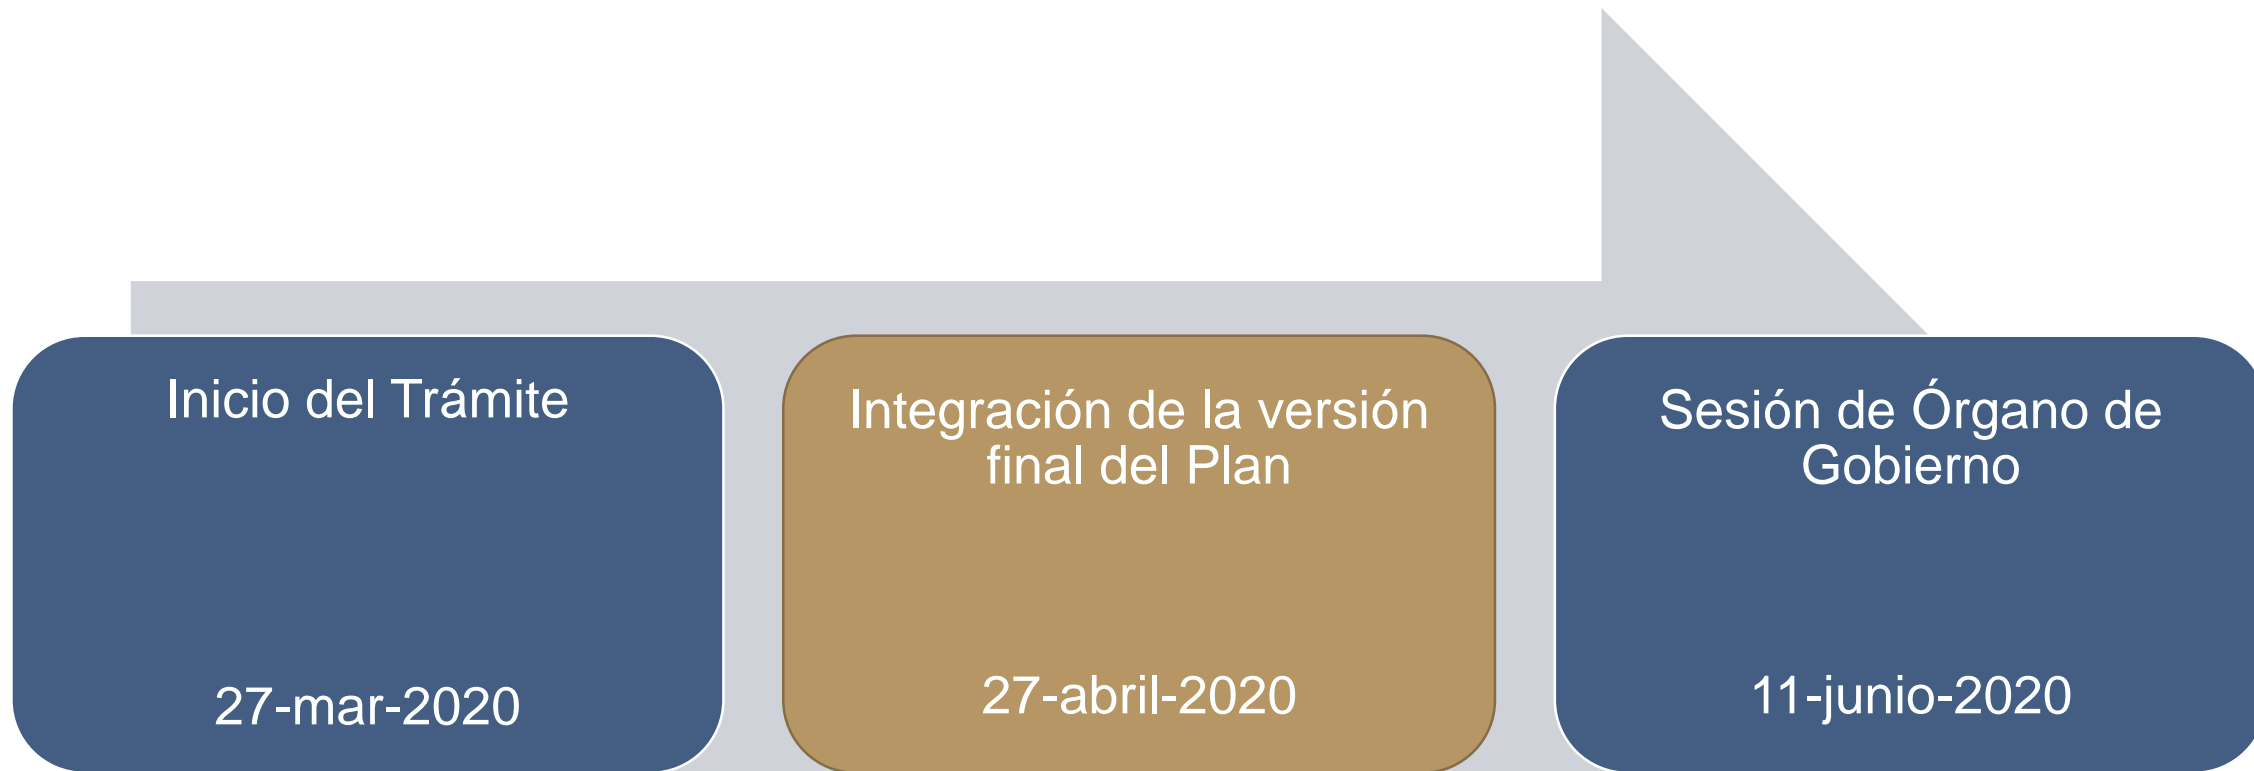 Inicio del Trámite
27-mar-2020
Integración de la versión
final del Plan
27-abril-2020
Sesión de Órgano de
Gobierno
11-junio-2020